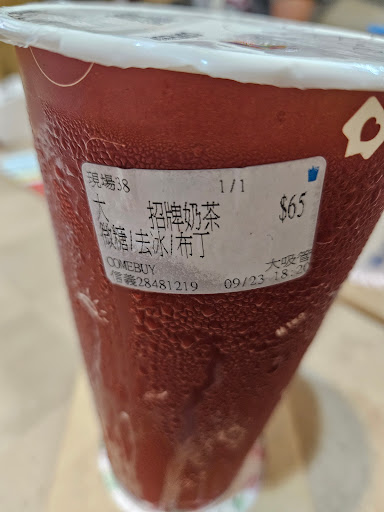 現場38 1/1
大 招牌奶茶 $65
微糖|去冰|布丁
COMEBUY 大吸管
信義28481219 09/23 18:20